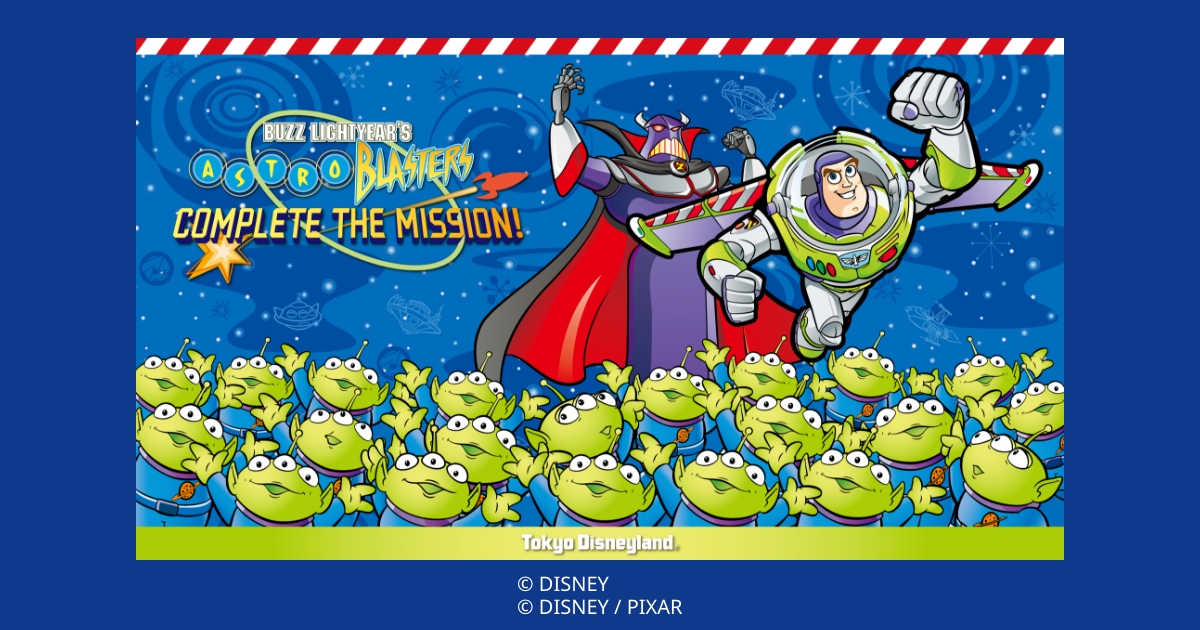 BUZZ LIGHTYEAR'S
ASTRO BLASTERS
COMPLETE THE MISSION!
Z
Tokyo Disneyland
© DISNEY
© DISNEY / PIXAR